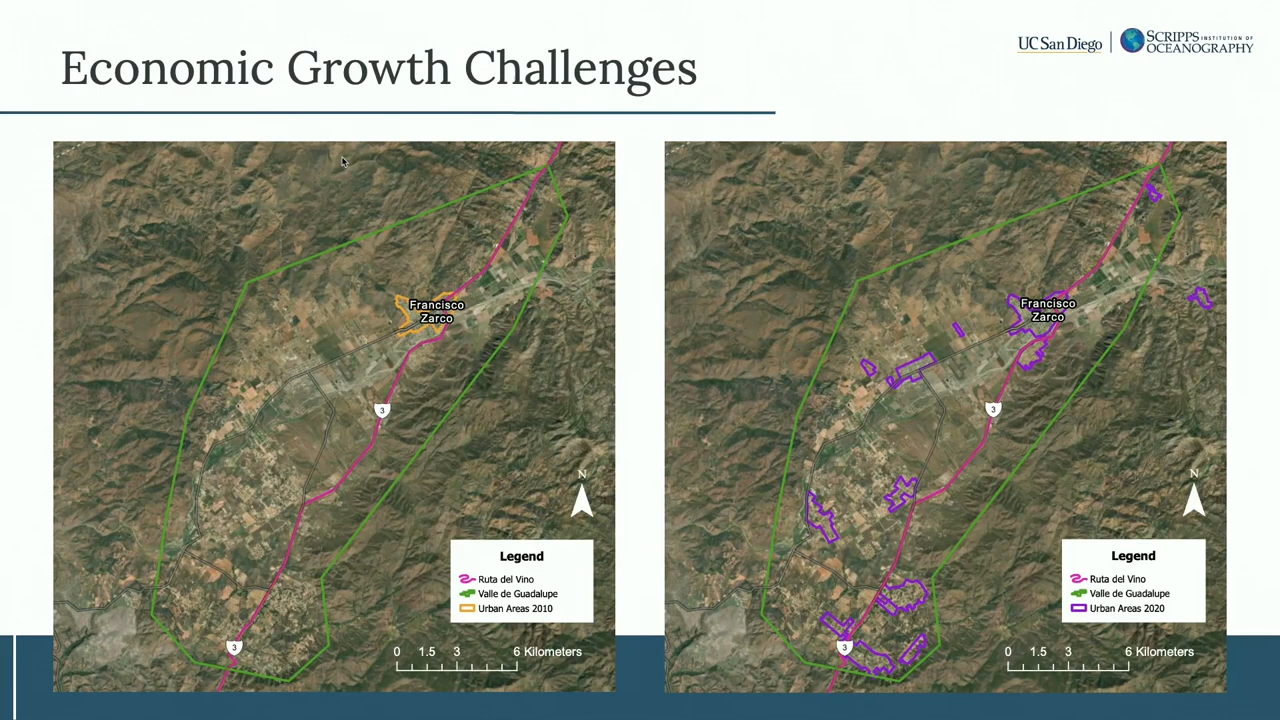 Economic Growth Challenges
UC San Diego
SCRIPPS INSTITUTION OF
OCEANOGRAPHY
Francisco
Zarco
3
N
Legend
Ruta del Vino
Valle de Guadalupe
Urban Areas 2010
3
0 1.5 3 6 Kilometers
Francisco
Zarco
3
N
Legend
Ruta del Vino
Valle de Guadalupe
Urban Areas 2020
3
0 1.5 3 6 Kilometers